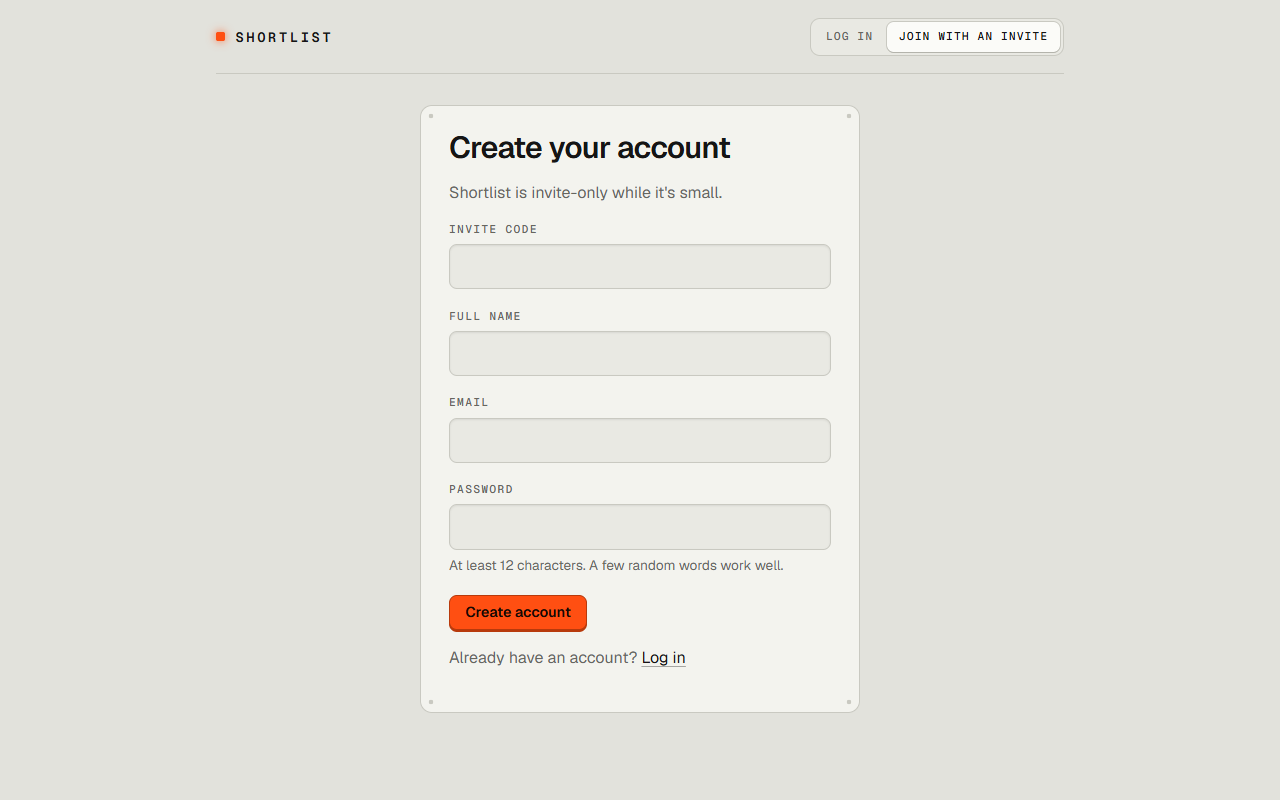 SHORTLIST
LOG IN
JOIN WITH AN INVITE
Create your account
Shortlist is invite-only while it's small.
INVITE CODE
FULL NAME
EMAIL
PASSWORD
At least 12 characters. A few random words work well.
Create account
Already have an account? Log in